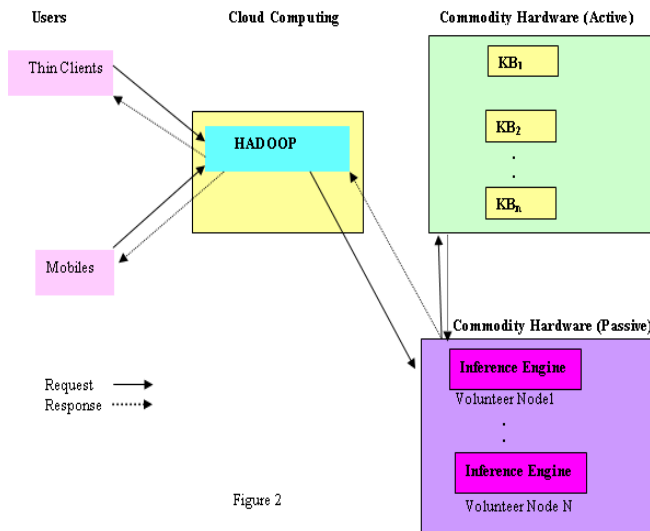 Users
Cloud Computing
Commodity Hardware (Active)
Thin Clients
KB₁
HADOOP
KB₂
.
.
KBₙ
Mobiles
Commodity Hardware (Passive)
Inference Engine
Volunteer Node1
.
.
Inference Engine
Volunteer Node N
Request
Response
Figure 2